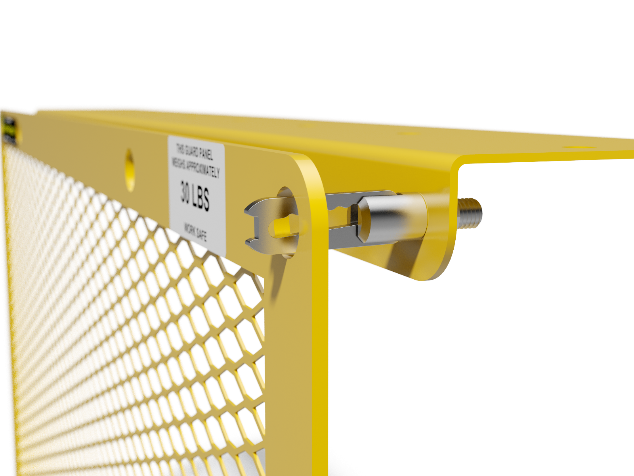 THIS GUARD PANEL
WEIGHS APPROXIMATELY
30 LBS
WORK SAFE